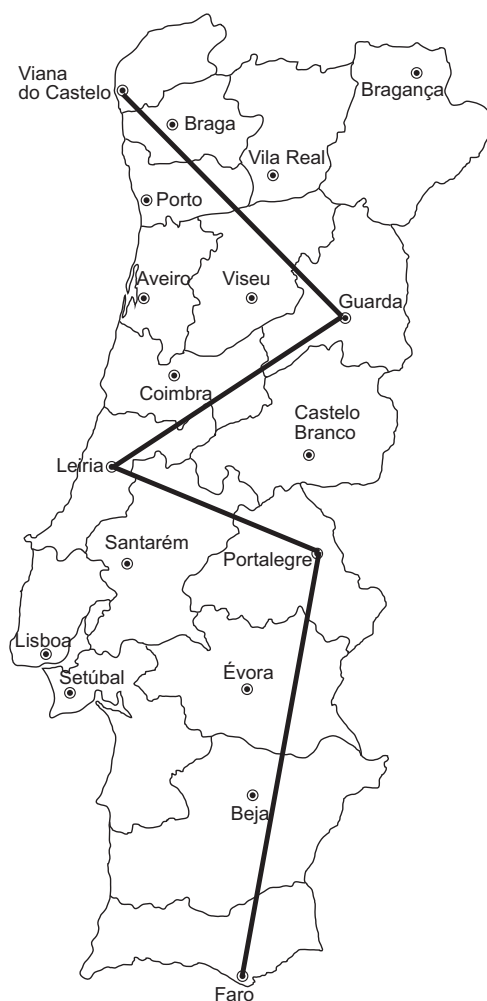 Viana
do Castelo
Bragança
Braga
Vila Real
Porto
Aveiro
Viseu
Guarda
Coimbra
Castelo
Branco
Leiria
Santarém
Portalegre
Lisboa
Setúbal
Évora
Beja
Faro